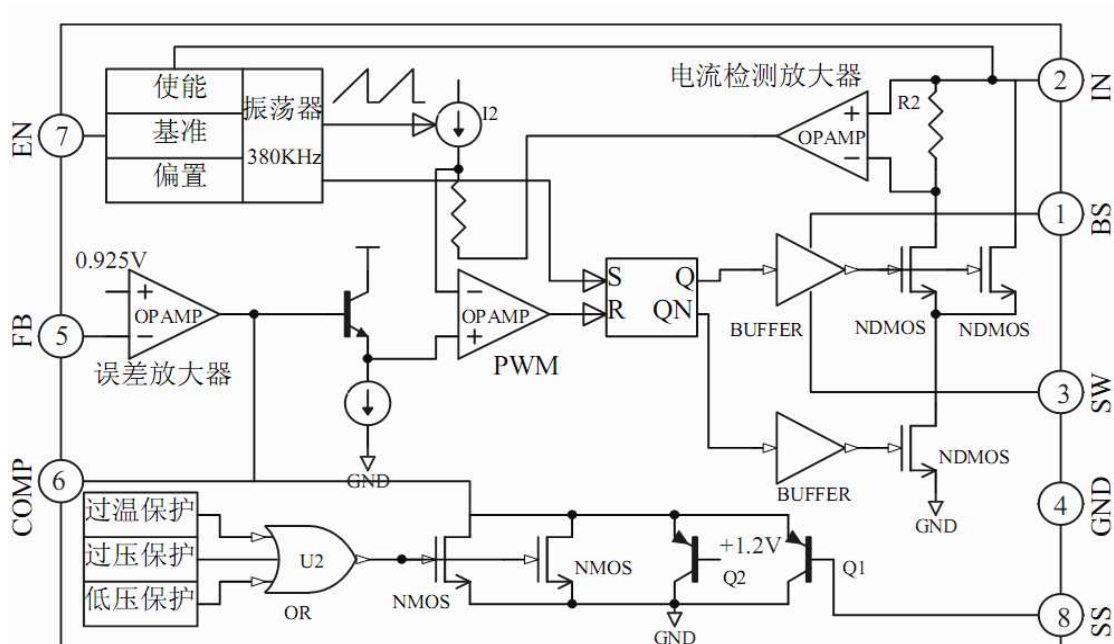 使能
基准
偏置
振荡器
380KHz
I2
电流检测放大器
OPAMP
R2
2
IN
EN
7
1
BS
0.925V
OPAMP
FB
5
误差放大器
OPAMP
PWM
S
R
Q
QN
BUFFER
NDMOS
NDMOS
3
SW
GND
BUFFER
NDMOS
GND
COMP
6
4
GND
过温保护
过压保护
低压保护
U2
OR
NMOS
NMOS
+1.2V
Q2
Q1
GND
8
SS